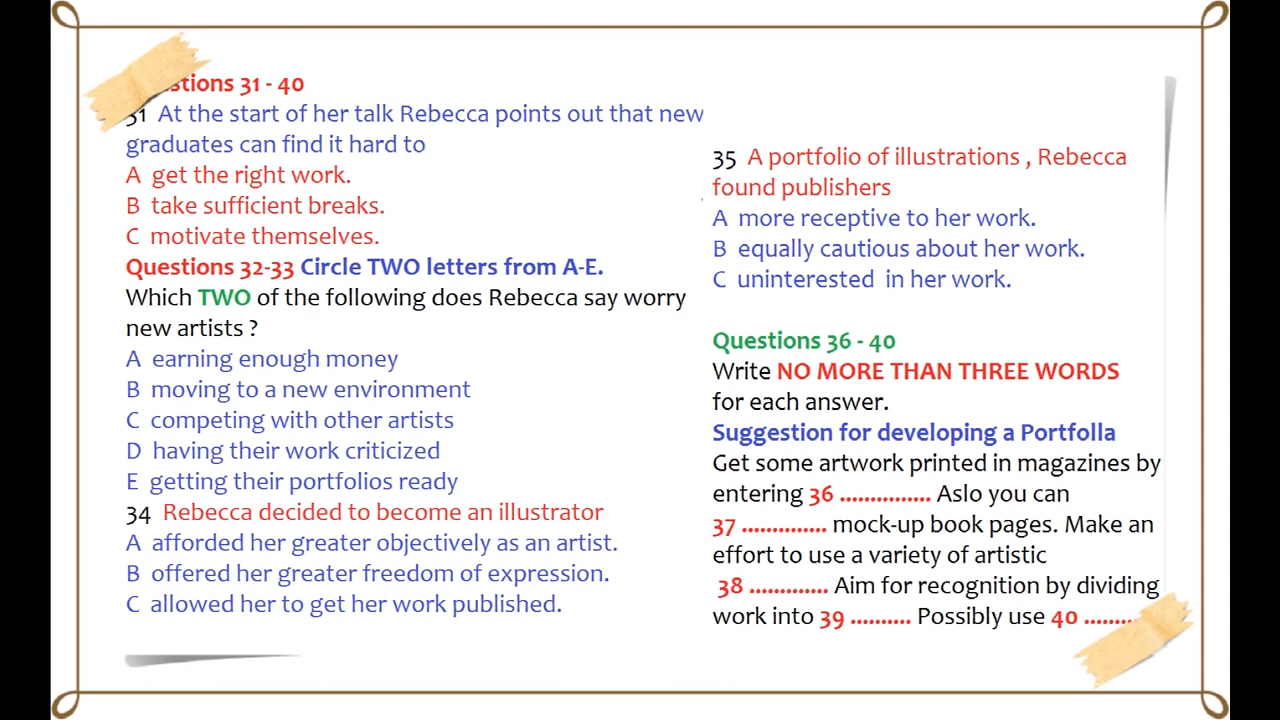 stions 31 - 40
31 At the start of her talk Rebecca points out that new
graduates can find it hard to
A get the right work.
B take sufficient breaks.
C motivate themselves.
Questions 32-33 Circle TWO letters from A-E.
Which TWO of the following does Rebecca say worry
new artists ?
A earning enough money
B moving to a new environment
C competing with other artists
D having their work criticized
E getting their portfolios ready
34 Rebecca decided to become an illustrator
A afforded her greater objectively as an artist.
B offered her greater freedom of expression.
C allowed her to get her work published.
35 A portfolio of illustrations , Rebecca
found publishers
A more receptive to her work.
B equally cautious about her work.
C uninterested in her work.
Questions 36 - 40
Write NO MORE THAN THREE WORDS
for each answer.
Suggestion for developing a Portfolla
Get some artwork printed in magazines by
entering 36 ............... Aslo you can
37 .............. mock-up book pages. Make an
effort to use a variety of artistic
38 ............. Aim for recognition by dividing
work into 39 .......... Possibly use 40 .........